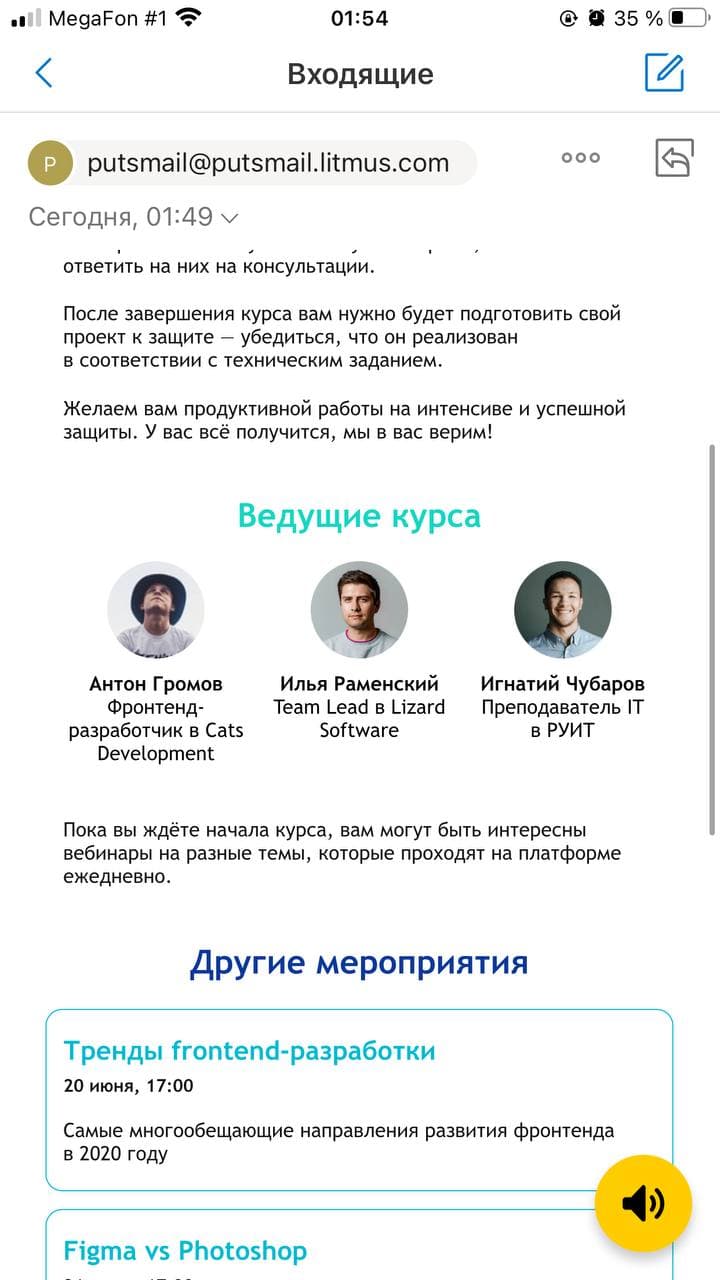 MegaFon #1
01:54
35 %
Входящие
P
putsmail@putsmail.litmus.com
Сегодня, 01:49
ответить на них на консультации.
После завершения курса вам нужно будет подготовить свой
проект к защите — убедиться, что он реализован
в соответствии с техническим заданием.
Желаем вам продуктивной работы на интенсиве и успешной
защиты. У вас всё получится, мы в вас верим!
Ведущие курса
Антон Громов
Фронтенд-
разработчик в Cats
Development
Илья Раменский
Team Lead в Lizard
Software
Игнатий Чубаров
Преподаватель IT
в РУИТ
Пока вы ждёте начала курса, вам могут быть интересны
вебинары на разные темы, которые проходят на платформе
ежедневно.
Другие мероприятия
Тренды frontend-разработки
20 июня, 17:00
Самые многообещающие направления развития фронтенда
в 2020 году
Figma vs Photoshop